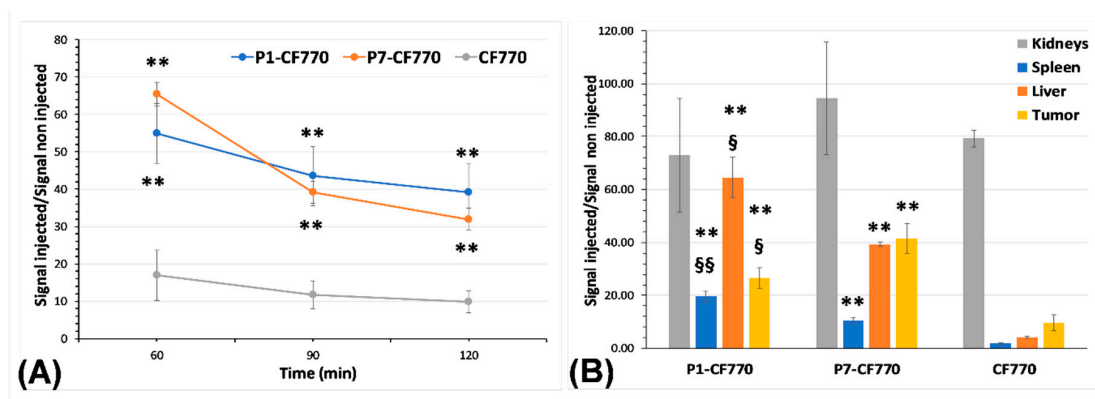 80
70
60
50
40
30
20
10
0
Signal injected/Signal non injected
P1-CF770 P7-CF770 CF770
**
**
**
**
**
**
60 90 120
Time (min)
(A)
120.00
100.00
80.00
60.00
40.00
20.00
0.00
Signal injected/Signal non injected
Kidneys
Spleen
Liver
Tumor
**
§
**
§§
**
§
**
**
**
P1-CF770 P7-CF770 CF770
(B)